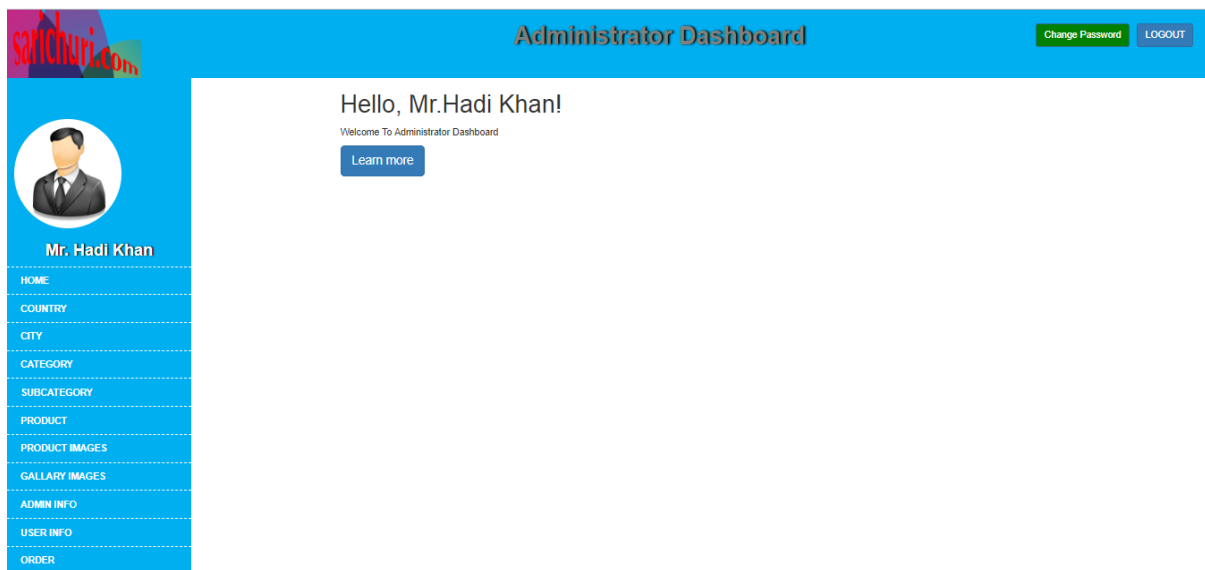 sarichuri.com
Administrator Dashboard
Change Password
LOGOUT
Hello, Mr.Hadi Khan!
Welcome To Administrator Dashboard
Learn more
Mr. Hadi Khan
HOME
COUNTRY
CITY
CATEGORY
SUBCATEGORY
PRODUCT
PRODUCT IMAGES
GALLARY IMAGES
ADMIN INFO
USER INFO
ORDER